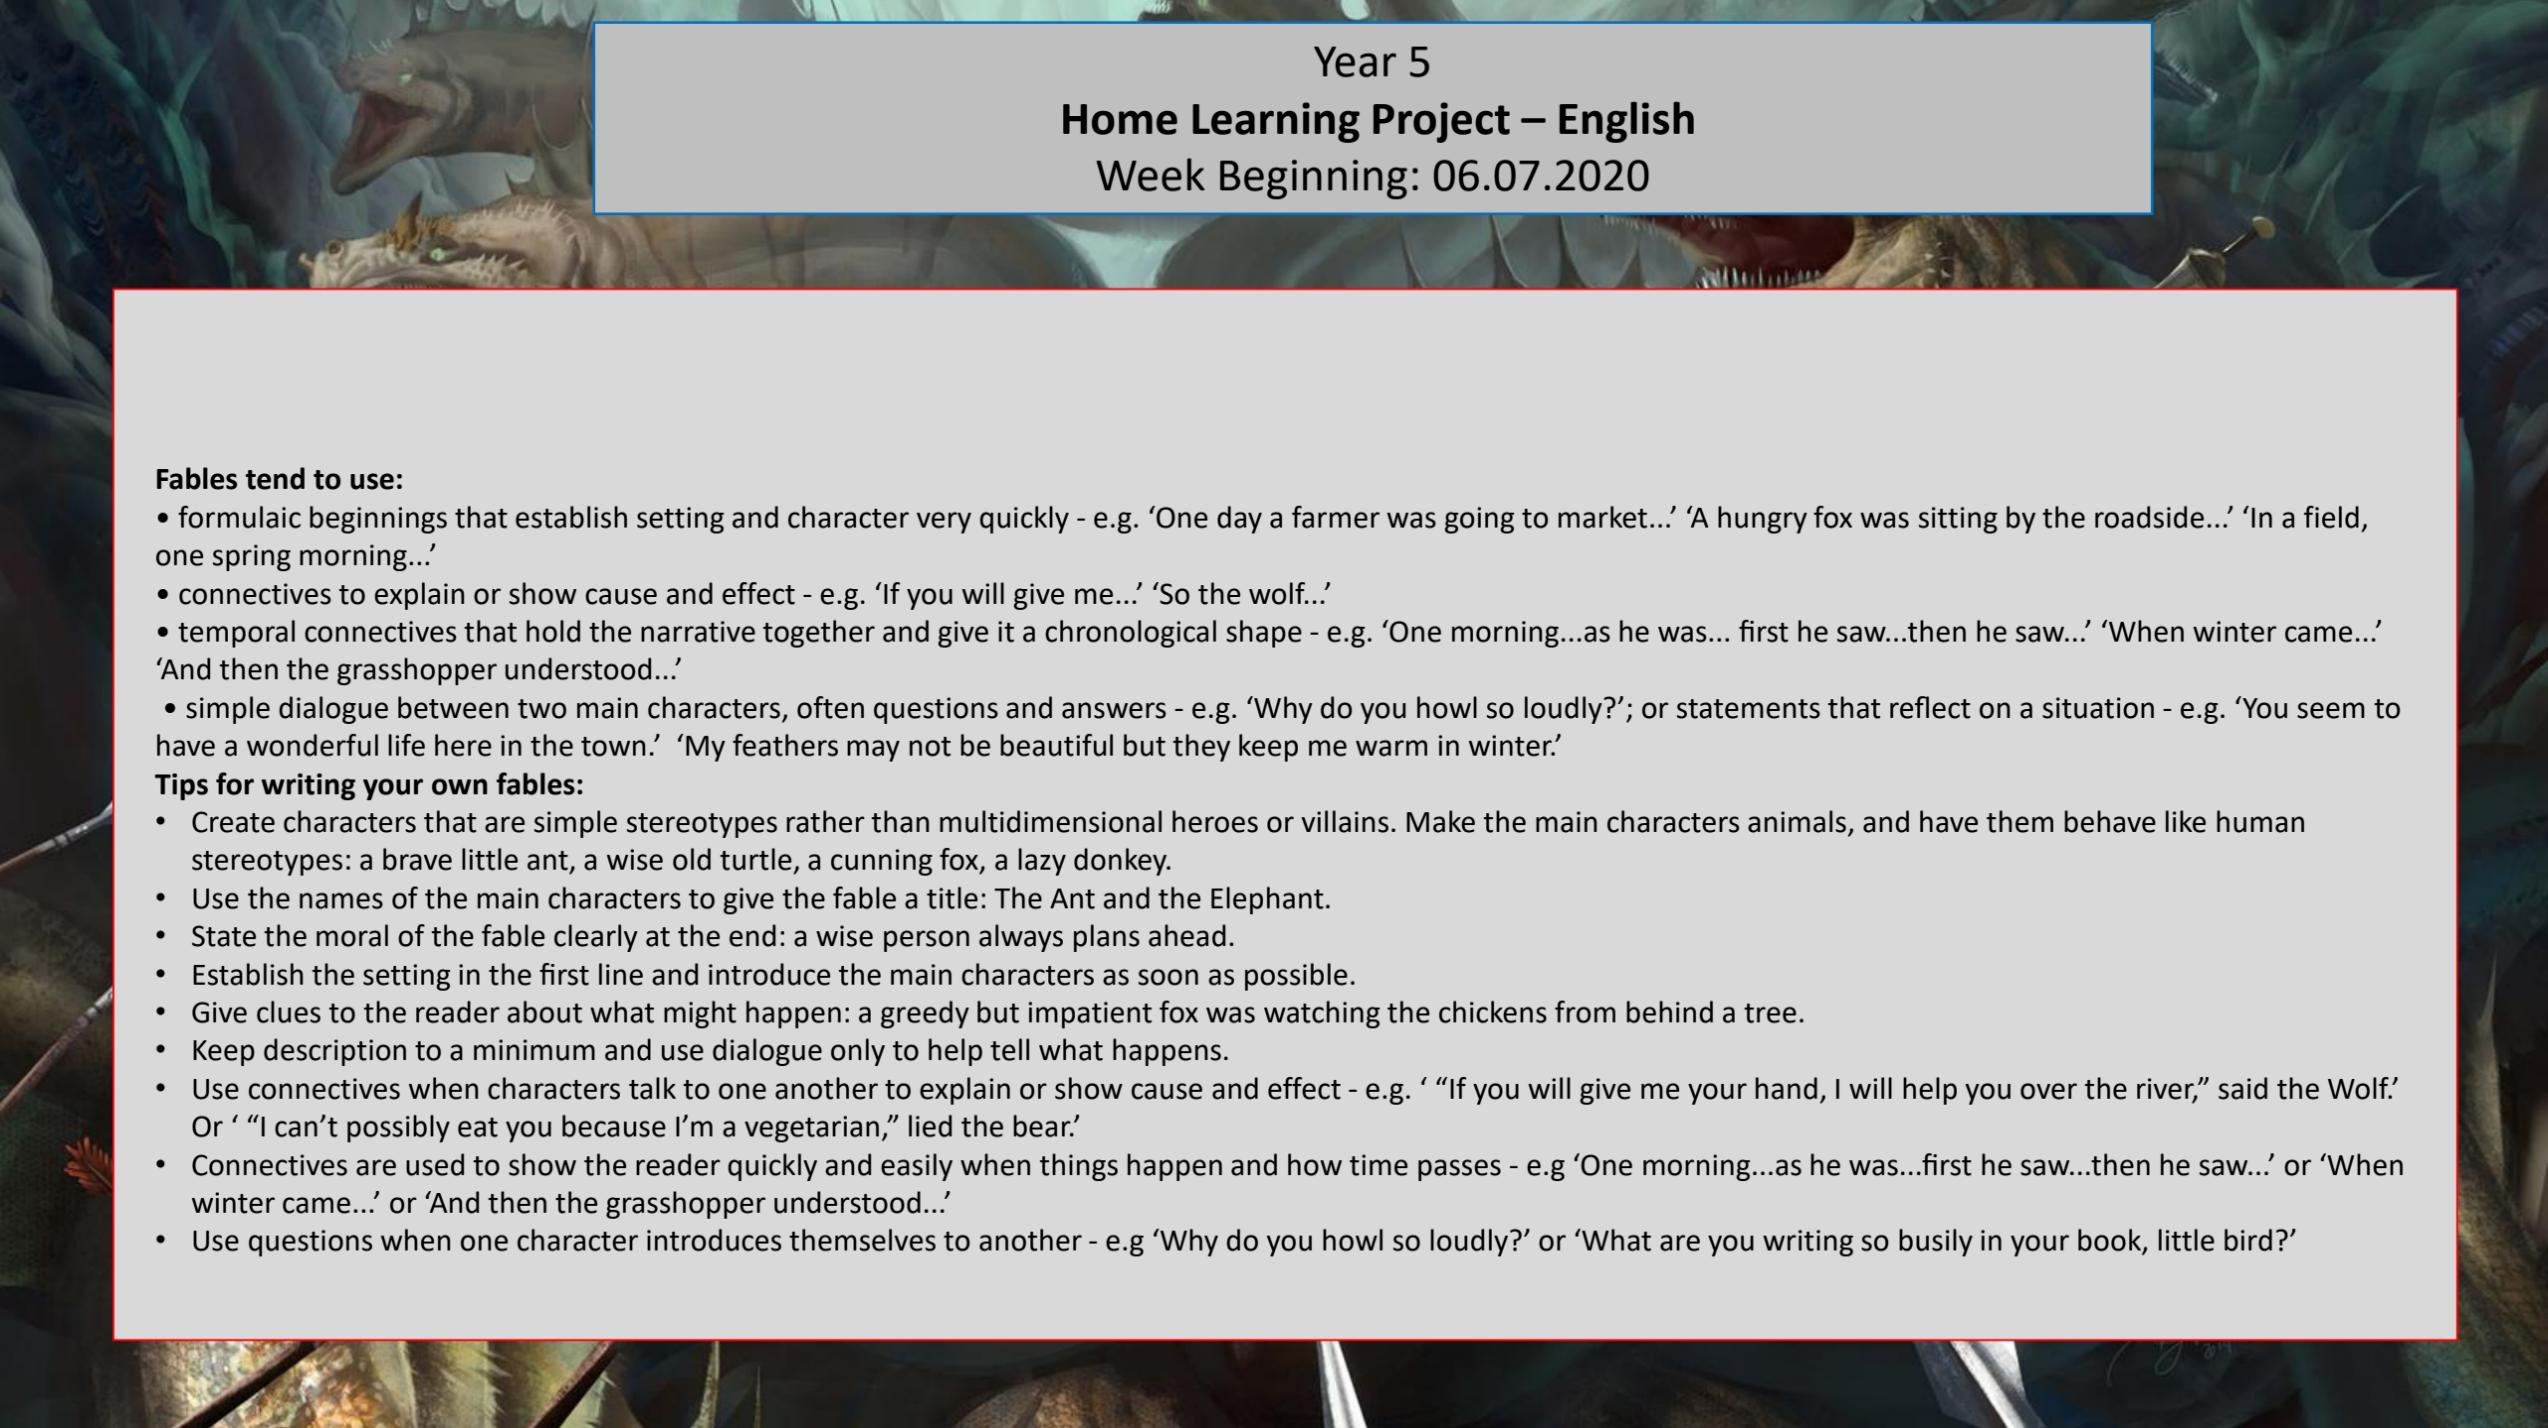 Year 5
Home Learning Project – English
Week Beginning: 06.07.2020
Fables tend to use:
• formulaic beginnings that establish setting and character very quickly - e.g. ‘One day a farmer was going to market...’ ‘A hungry fox was sitting by the roadside...’ ‘In a field,
one spring morning...’
• connectives to explain or show cause and effect - e.g. ‘If you will give me...’ ‘So the wolf...’
• temporal connectives that hold the narrative together and give it a chronological shape - e.g. ‘One morning...as he was... first he saw...then he saw...’ ‘When winter came...’
‘And then the grasshopper understood...’
• simple dialogue between two main characters, often questions and answers - e.g. ‘Why do you howl so loudly?’; or statements that reflect on a situation - e.g. ‘You seem to
have a wonderful life here in the town.’ ‘My feathers may not be beautiful but they keep me warm in winter.’
Tips for writing your own fables:
• Create characters that are simple stereotypes rather than multidimensional heroes or villains. Make the main characters animals, and have them behave like human
stereotypes: a brave little ant, a wise old turtle, a cunning fox, a lazy donkey.
• Use the names of the main characters to give the fable a title: The Ant and the Elephant.
• State the moral of the fable clearly at the end: a wise person always plans ahead.
• Establish the setting in the first line and introduce the main characters as soon as possible.
• Give clues to the reader about what might happen: a greedy but impatient fox was watching the chickens from behind a tree.
• Keep description to a minimum and use dialogue only to help tell what happens.
• Use connectives when characters talk to one another to explain or show cause and effect - e.g. ‘ “If you will give me your hand, I will help you over the river,” said the Wolf.’
Or ‘ “I can’t possibly eat you because I’m a vegetarian,” lied the bear.’
• Connectives are used to show the reader quickly and easily when things happen and how time passes - e.g ‘One morning...as he was...first he saw...then he saw...’ or ‘When
winter came...’ or ‘And then the grasshopper understood...’
• Use questions when one character introduces themselves to another - e.g ‘Why do you howl so loudly?’ or ‘What are you writing so busily in your book, little bird?’